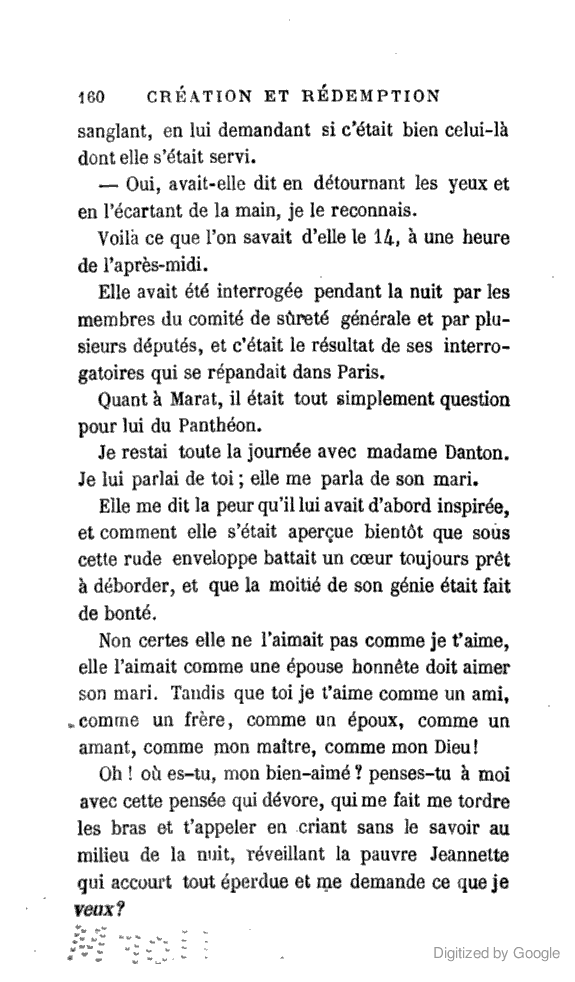 160 CRÉATION ET RÉDEMPTION
sanglant, en lui demandant si c'était bien celui-là
dont elle s'était servi.
— Oui, avait-elle dit en détournant les yeux et
en l'écartant de la main, je le reconnais.
Voilà ce que l'on savait d'elle le 14, à une heure
de l'après-midi.
Elle avait été interrogée pendant la nuit par les
membres du comité de sûreté générale et par plu-
sieurs députés, et c'était le résultat de ses interro-
gatoires qui se répandait dans Paris.
Quant à Marat, il était tout simplement question
pour lui du Panthéon.
Je restai toute la journée avec madame Danton.
Je lui parlai de toi ; elle me parla de son mari.
Elle me dit la peur qu'il lui avait d'abord inspirée,
et comment elle s'était aperçue bientôt que sous
cette rude enveloppe battait un cœur toujours prêt
à déborder, et que la moitié de son génie était fait
de bonté.
Non certes elle ne l'aimait pas comme je t'aime,
elle l'aimait comme une épouse honnête doit aimer
son mari. Tandis que toi je t'aime comme un ami,
comme un frère, comme un époux, comme un
amant, comme mon maître, comme mon Dieu !
Oh ! où es-tu, mon bien-aimé ? penses-tu à moi
avec cette pensée qui dévore, qui me fait me tordre
les bras et t'appeler en criant sans le savoir au
milieu de la nuit, réveillant la pauvre Jeannette
qui accourt tout éperdue et me demande ce que je
veux ?
Digitized by Google